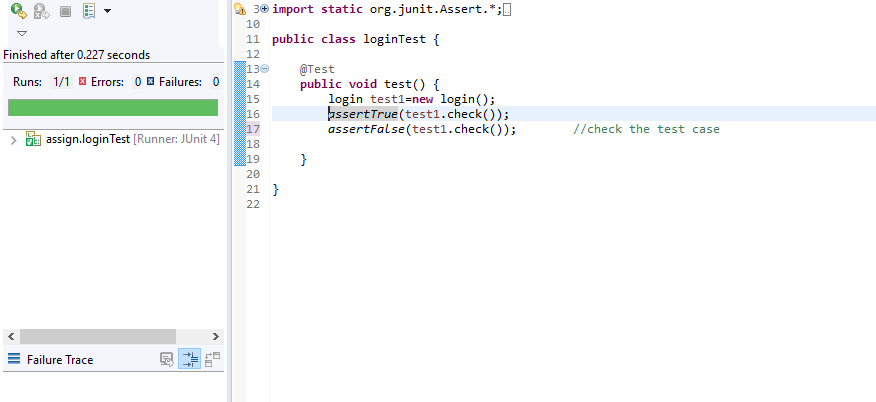 Finished after 0.227 seconds
Runs: 1/1 Errors: 0 Failures: 0
assign.loginTest [Runner: JUnit 4]
Failure Trace
3 import static org.junit.Assert.*;
10
11 public class loginTest {
12
13 @Test
14 public void test() {
15 login test1=new login();
16 assertTrue(test1.check());
17 assertFalse(test1.check()); //check the test case
18
19 }
20
21 }
22